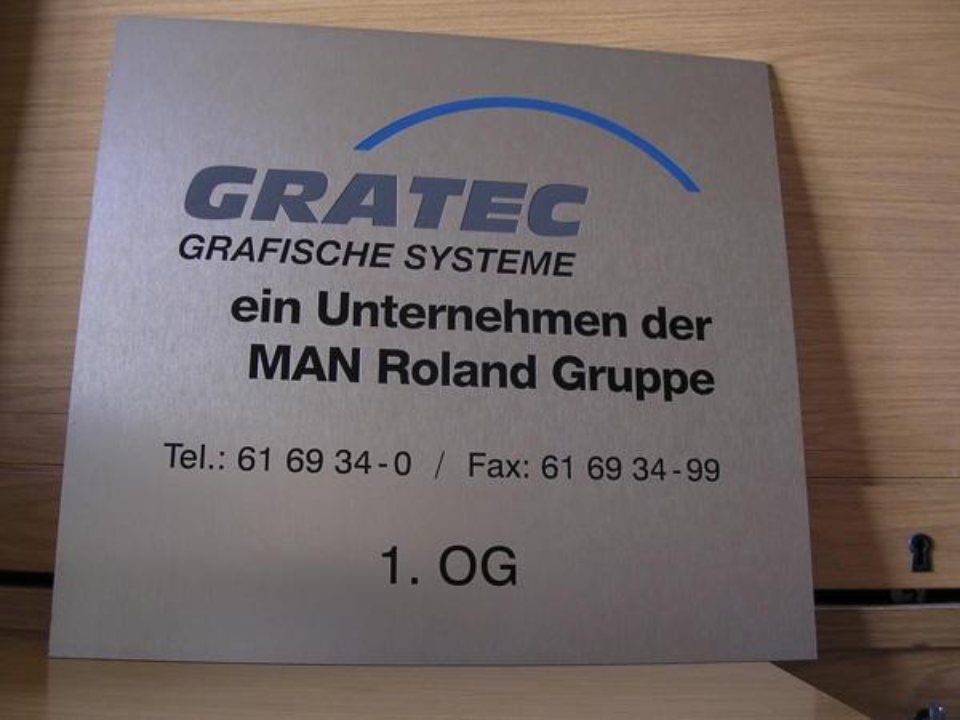 GRATEC
GRAFISCHE SYSTEME
ein Unternehmen der
MAN Roland Gruppe
Tel.: 61 69 34-0 / Fax: 61 69 34-99
1. OG